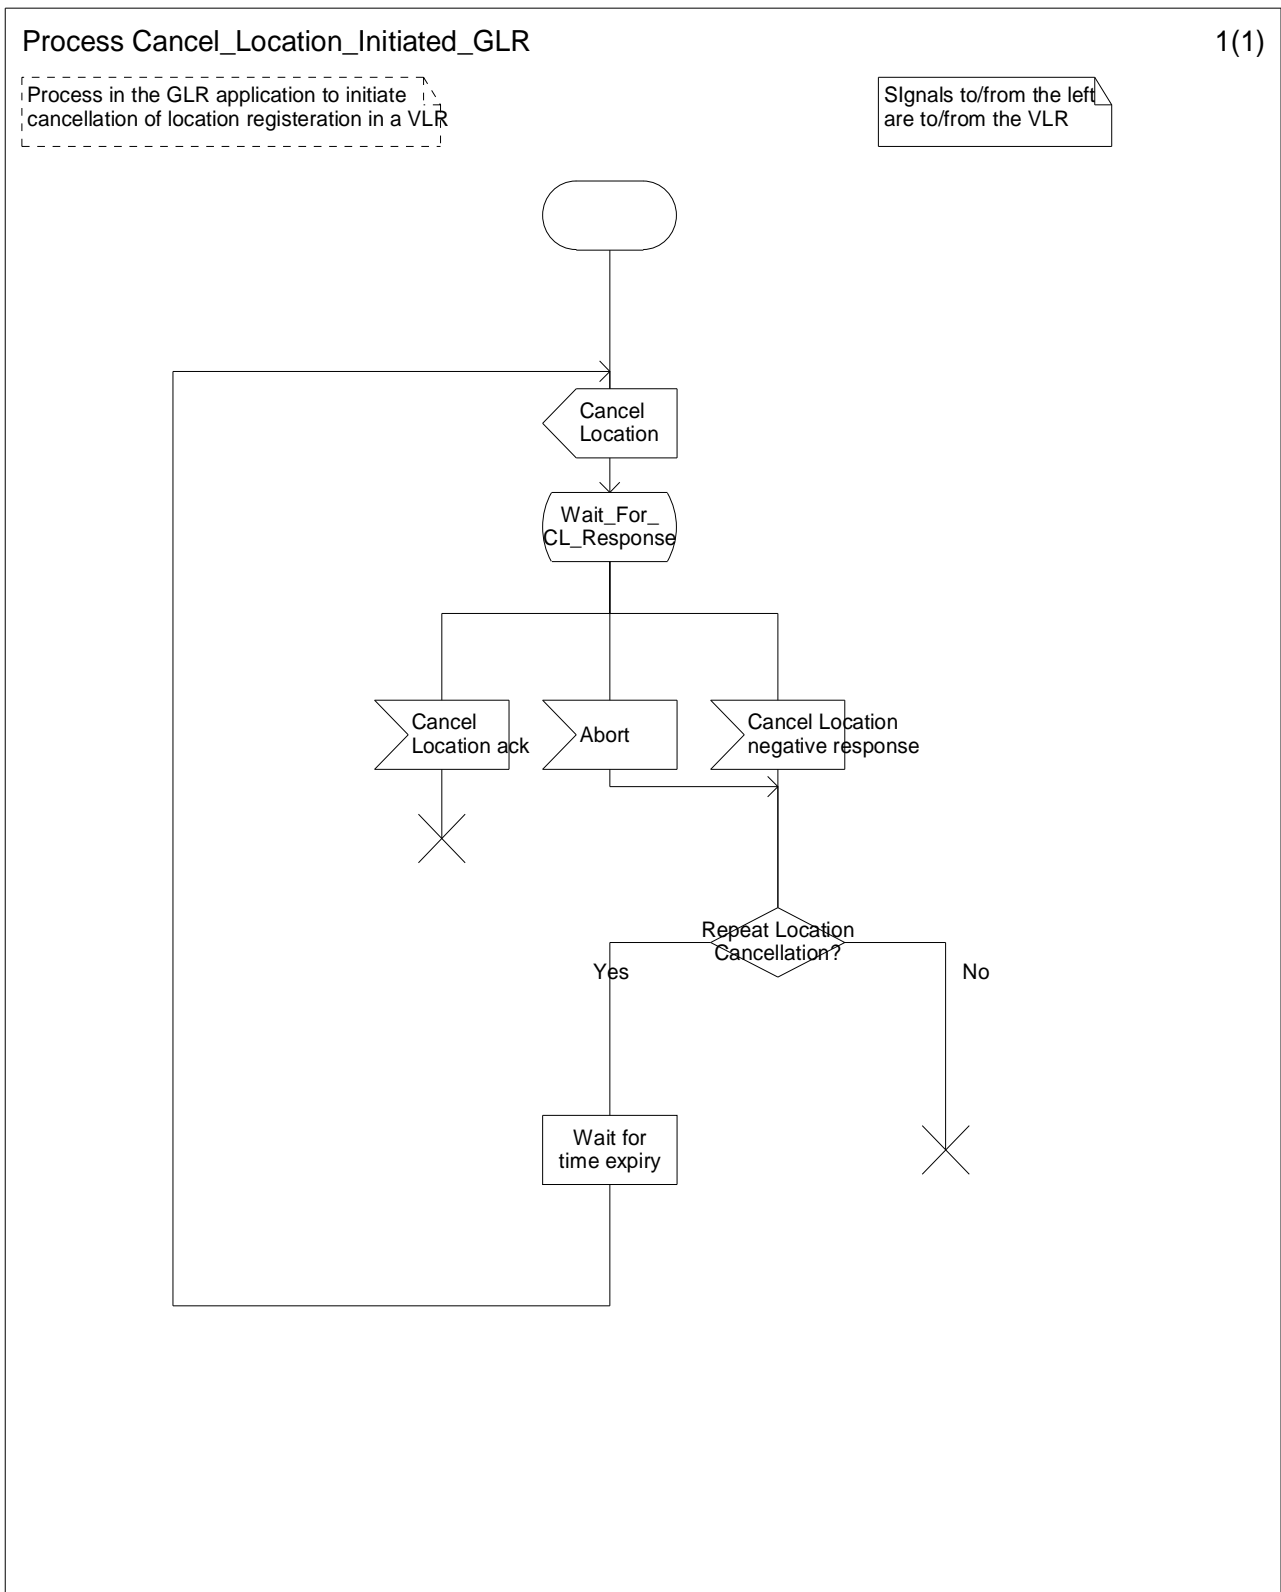 Process Cancel_Location_Initiated_GLR
1(1)
Process in the GLR application to initiate
cancellation of location registeration in a VLR
SIgnals to/from the left
are to/from the VLR
Cancel
Location
Wait_For_
CL_Response
Cancel
Location ack
Abort
Cancel Location
negative response
Repeat Location
Cancellation?
Yes
No
Wait for
time expiry